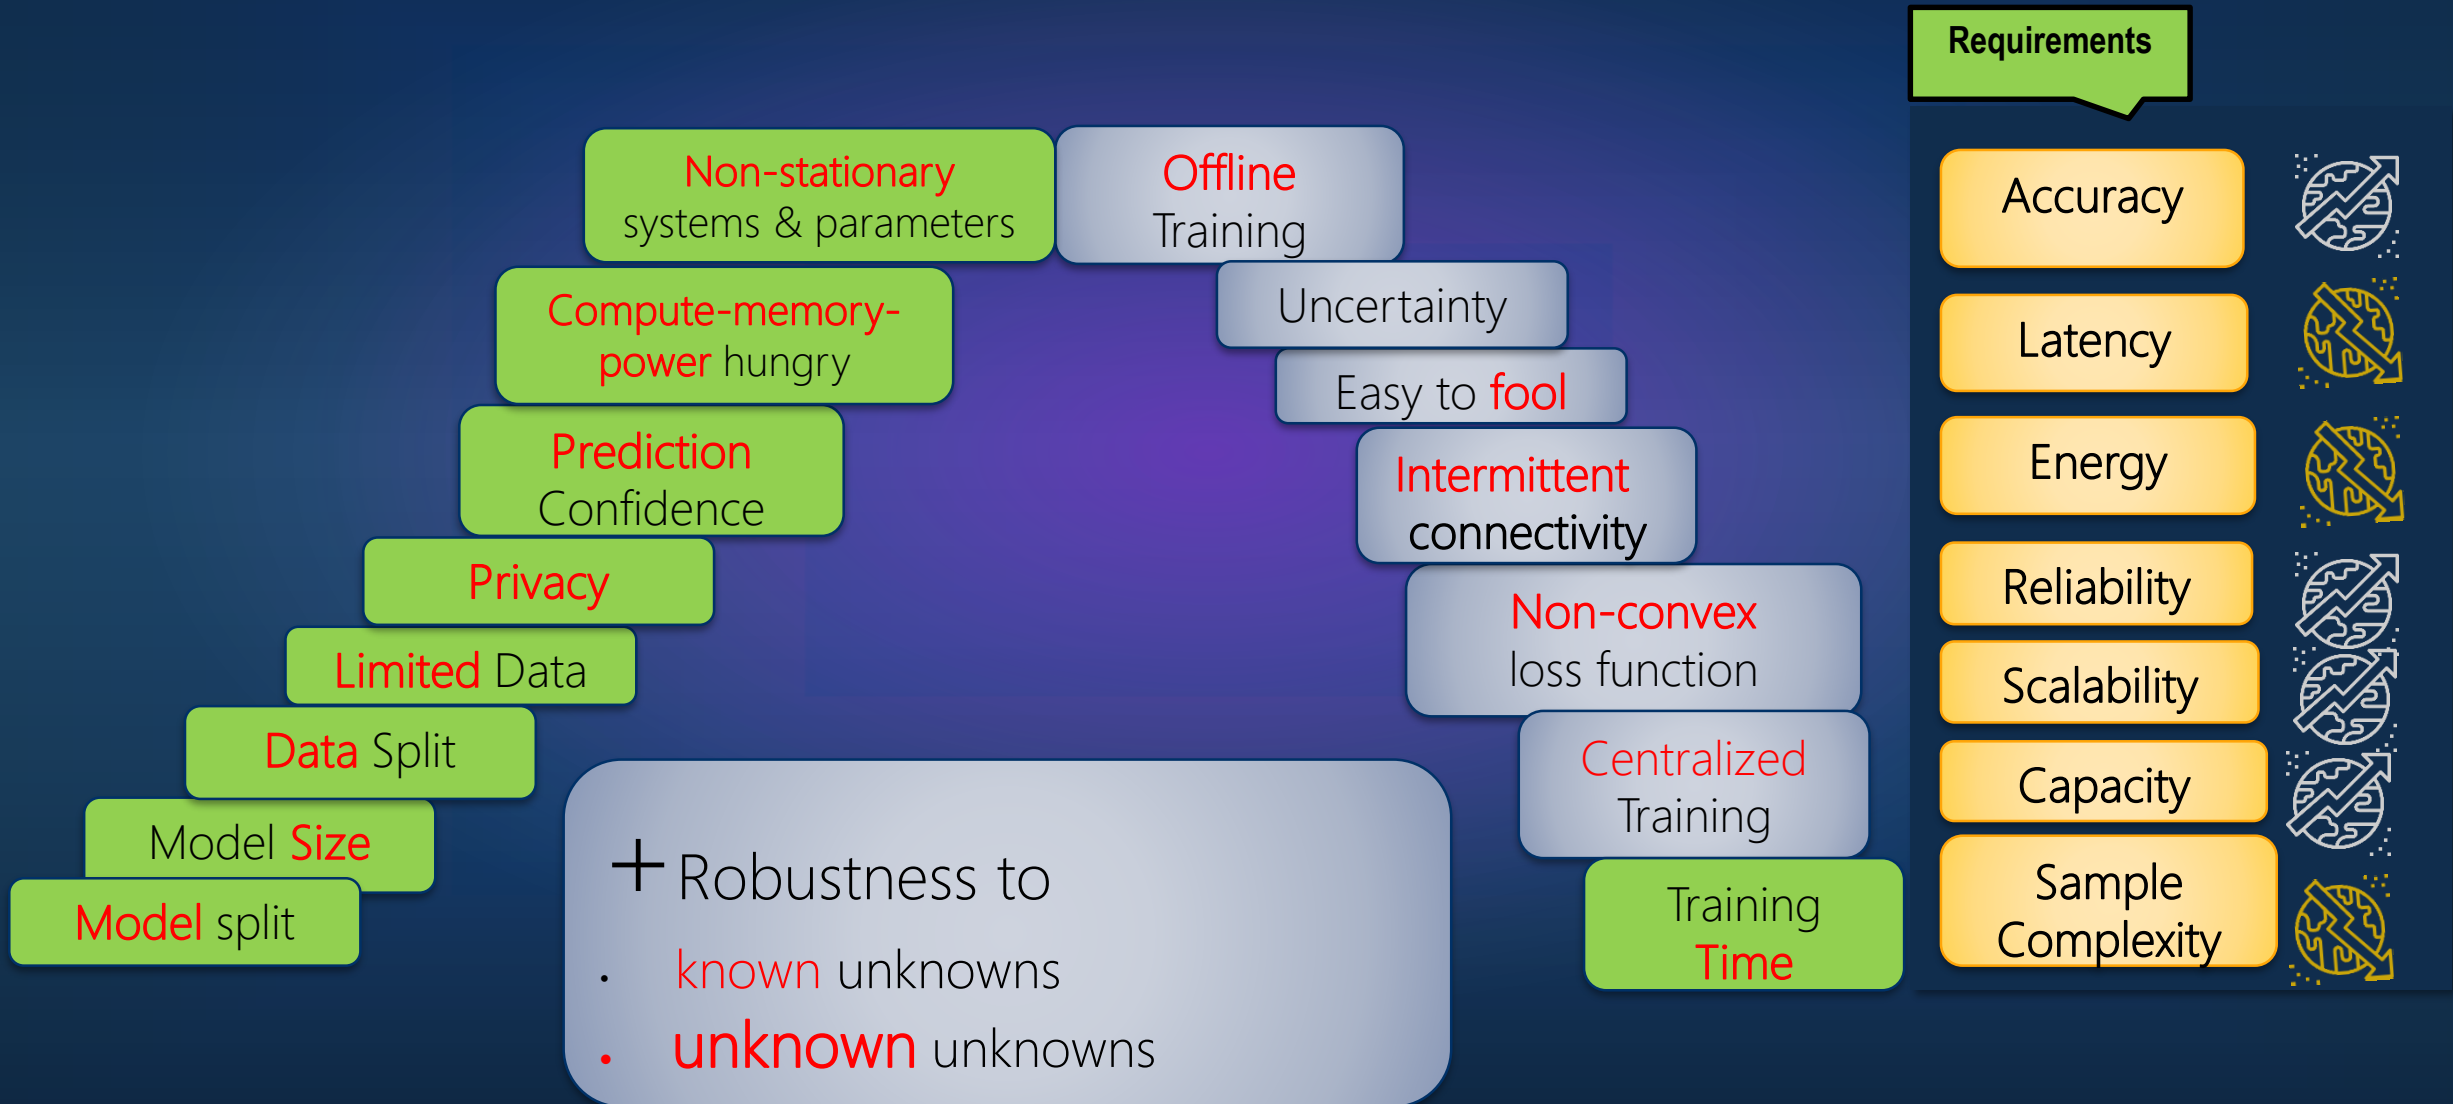 Requirements
Non-stationary
systems & parameters
Offline
Training
Compute-memory-
power hungry
Uncertainty
Easy to fool
Prediction
Confidence
Intermittent
connectivity
Privacy
Non-convex
loss function
Limited Data
Data Split
Centralized
Training
Model Size
Model split
Training
Time
+ Robustness to
. known unknowns
. unknown unknowns
Accuracy
Latency
Energy
Reliability
Scalability
Capacity
Sample
Complexity